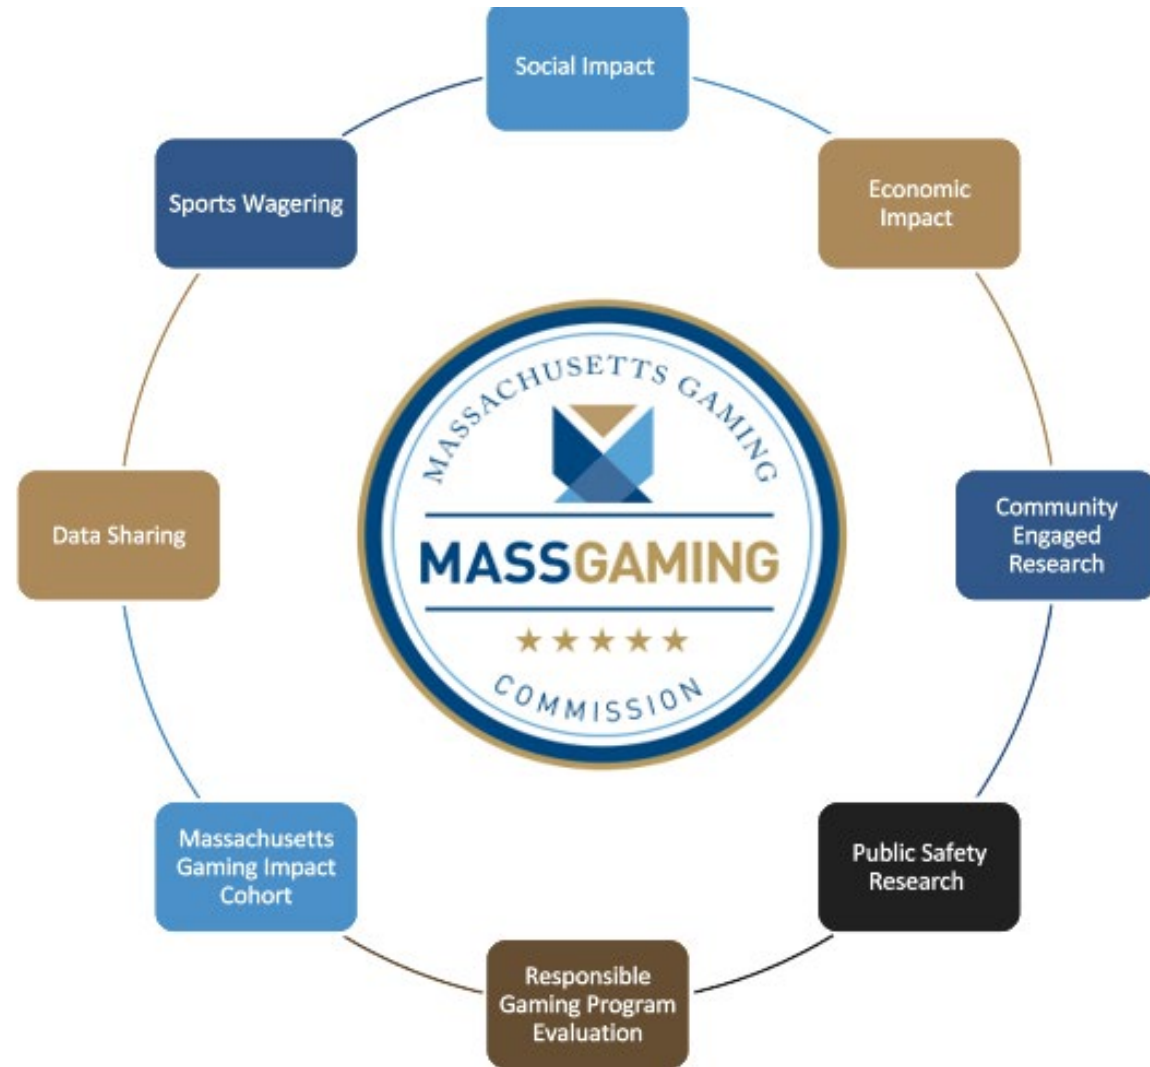 Social Impact
Economic
Impact
Community
Engaged
Research
Public Safety
Research
Responsible
Gaming Program
Evaluation
Massachusetts
Gaming Impact
Cohort
Data Sharing
Sports Wagering
MASSACHUSETTS GAMING
MASSGAMING
COMMISSION